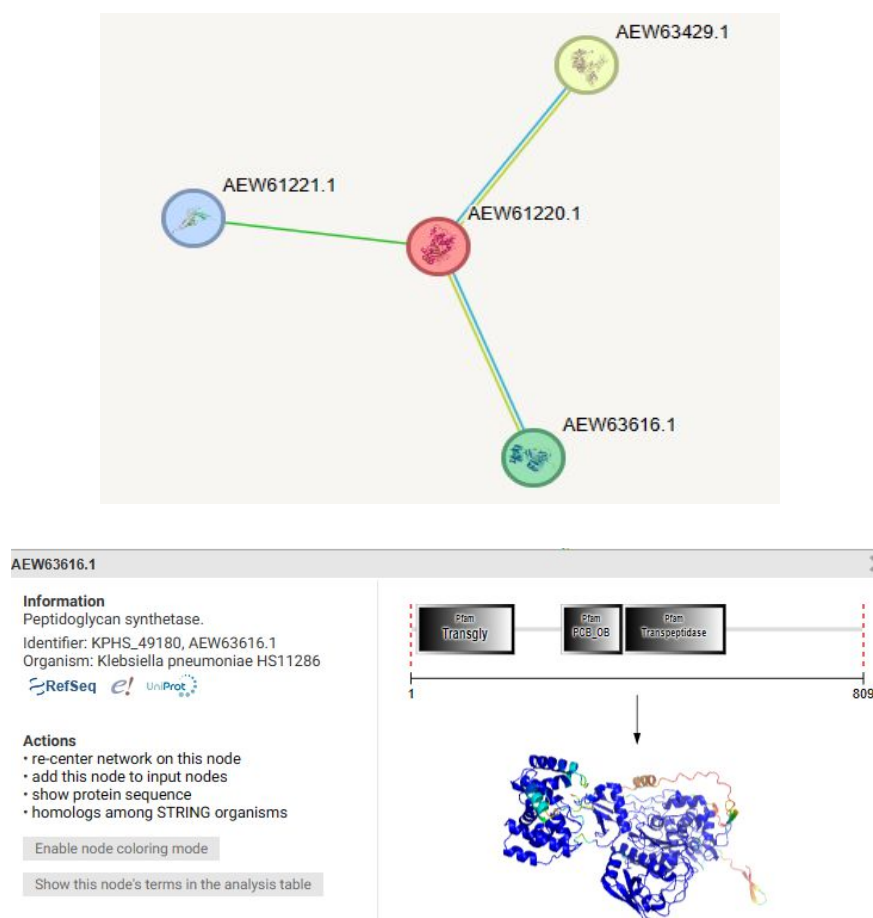 AEW63429.1
AEW61221.1
AEW61220.1
AEW63616.1
AEW63616.1
Information
Peptidoglycan synthetase.
Identifier: KPHS_49180, AEW63616.1
Organism: Klebsiella pneumoniae HS11286
RefSeq e! UniProt
Actions
• re-center network on this node
• add this node to input nodes
• show protein sequence
• homologs among STRING organisms
Enable node coloring mode
Show this node's terms in the analysis table
Pfam Pfam Pfam
Transgly PCB_OB Transpeptidase
1 809